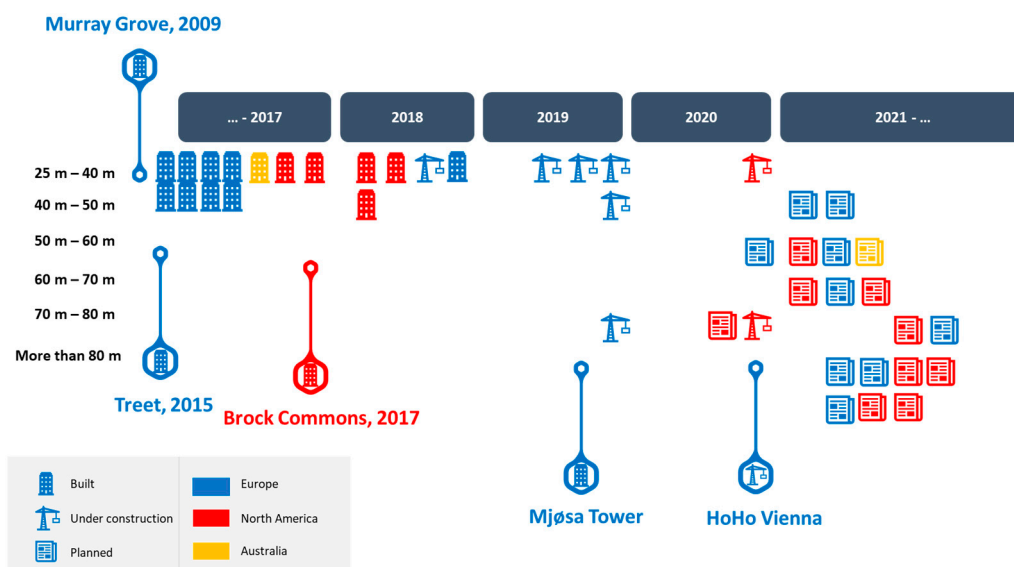 Murray Grove, 2009
... - 2017
2018
2019
2020
2021 - ...
25 m – 40 m
40 m – 50 m
50 m – 60 m
60 m – 70 m
70 m – 80 m
More than 80 m
Treet, 2015
Brock Commons, 2017
Mjøsa Tower
HoHo Vienna
Built
Europe
Under construction
North America
Planned
Australia